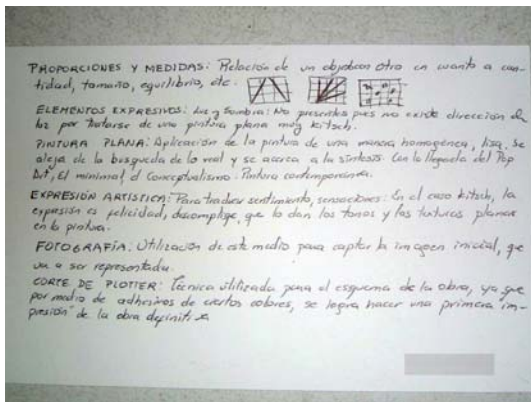 PROPORCIONES Y MEDIDAS: Relación de un objeto con otro en cuanto a can-
tidad, tamaño, equilibrio, etc.
ELEMENTOS EXPRESIVOS: Luz y Sombra: No presentes pues no existe dirección de
luz por tratarse de una pintura plana muy kitsch.
PINTURA PLANA: Aplicación de la pintura de una manera homogénea, lisa, se
aleja de la busqueda de lo real y se acerca a la síntesis. Con la llegada del Pop
Art, El minimal, el Conceptualismo: Pintura contemporanea.
EXPRESIÓN ARTISTICA: Para traducir sentimiento, sensaciones: En el caso kitsch, la
expresión es felicidad, que lo dan los tonos y las texturas planas
en la pintura.
FOTOGRAFÍA: Utilización de este medio para captar la imagen inicial, que
va a ser representada.
CORTE DE PLOTTER: Técnica utilizada para el esquema de la obra, ya que
por medio de adhesivos de ciertos colores, se logra hacer una primera im-
presión de la obra definitiva